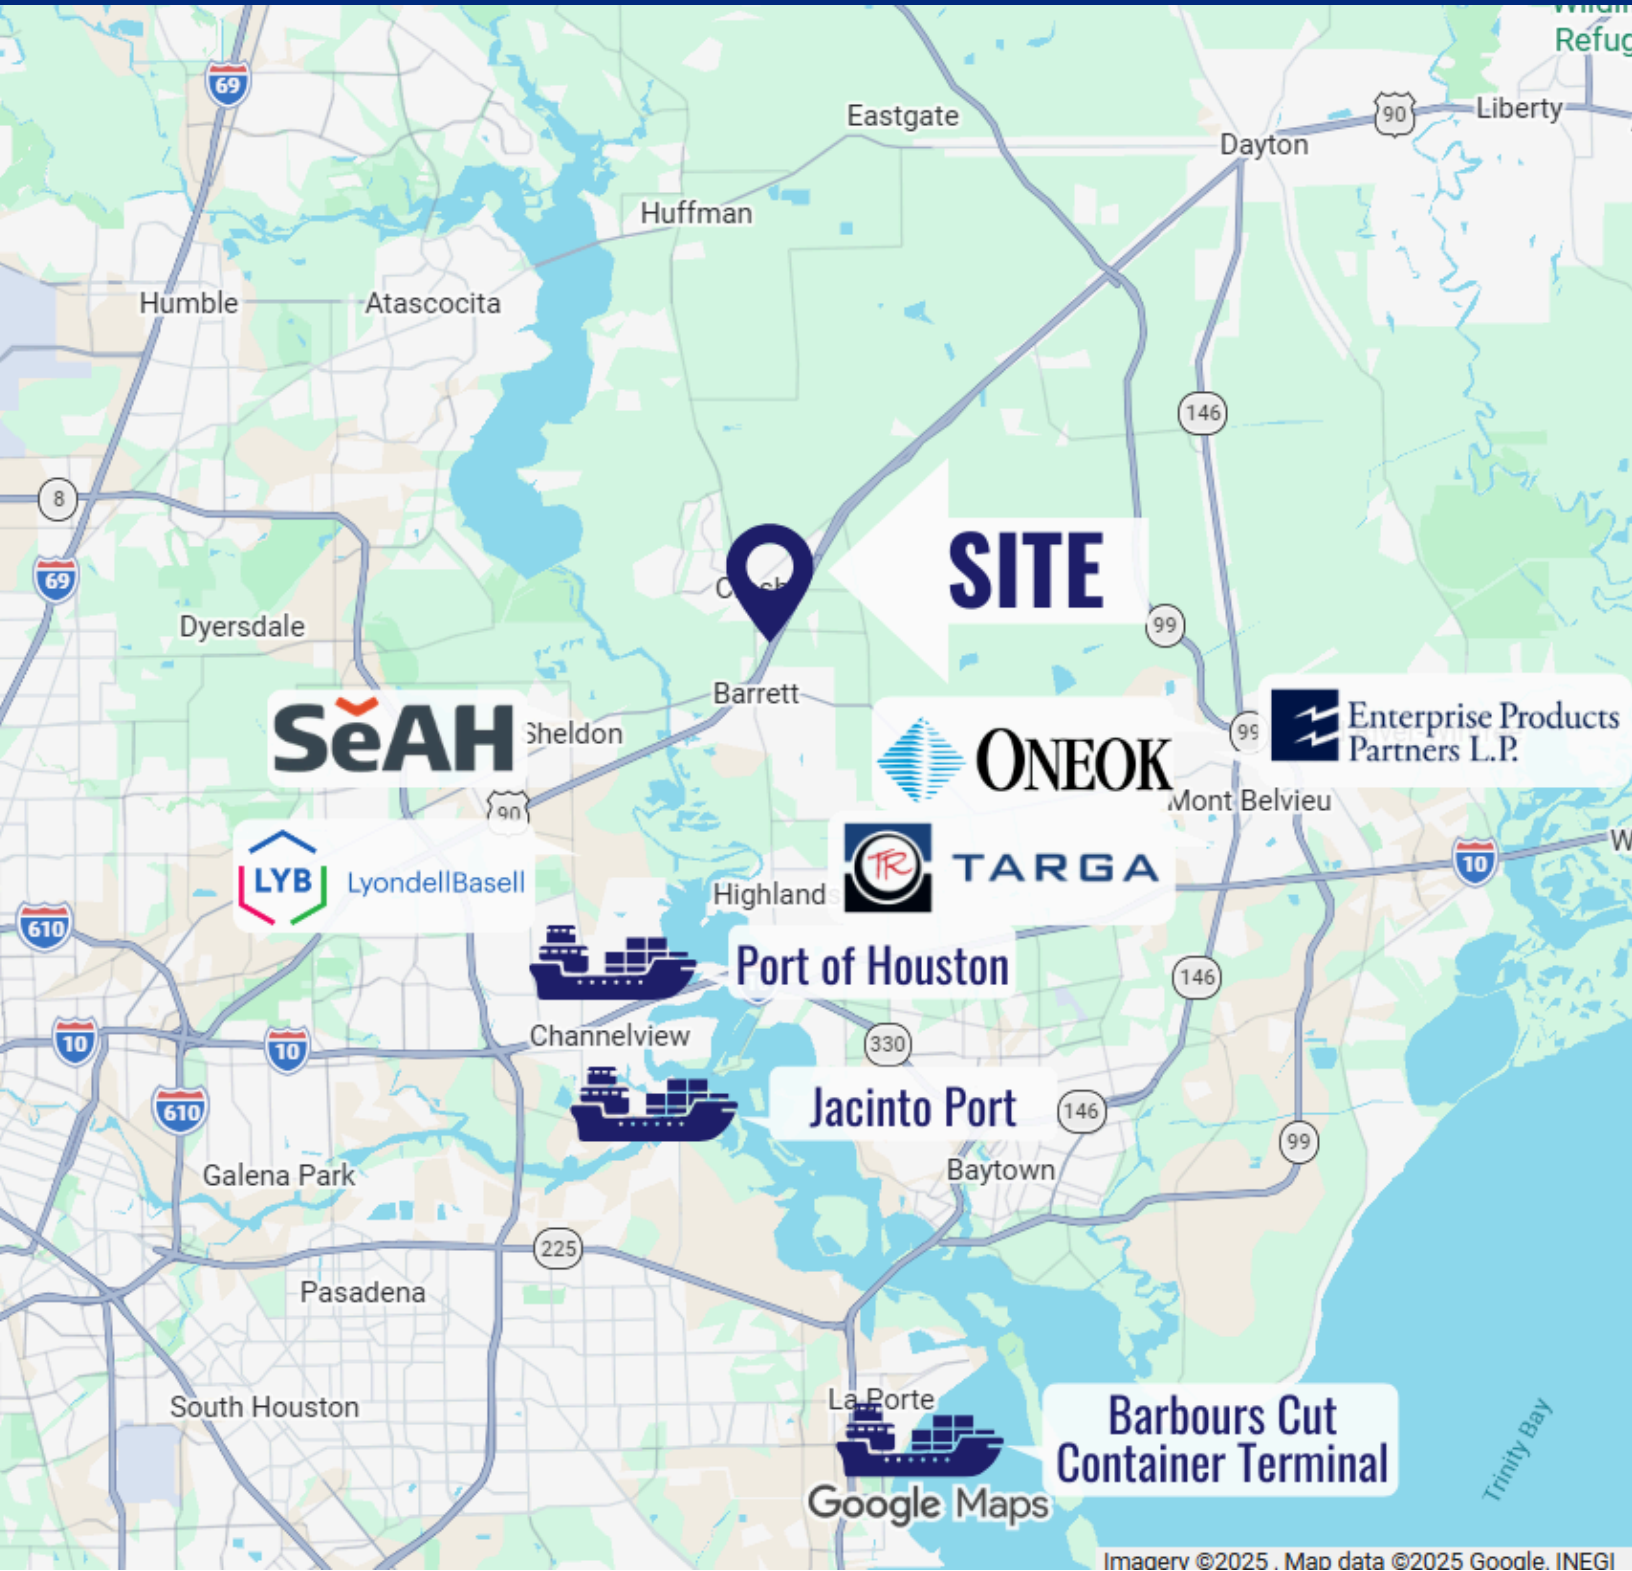 Refug
69
Eastgate
90
Liberty
Dayton
Huffman
Humble
Atascocita
146
8
69
SITE
Dyersdale
99
Barrett
SeAH
Sheldon
ONEOK
99
Enterprise Products
Partners L.P.
90
Mont Belvieu
LYB
LyondellBasell
TR
TARGA
10
Highlands
610
Port of Houston
146
10
10
Channelview
330
610
Jacinto Port
146
99
Galena Park
Baytown
225
Pasadena
La Porte
South Houston
Barbours Cut
Container Terminal
Trinity Bay
Google Maps
Imagery ©2025 , Map data ©2025 Google, INEGI